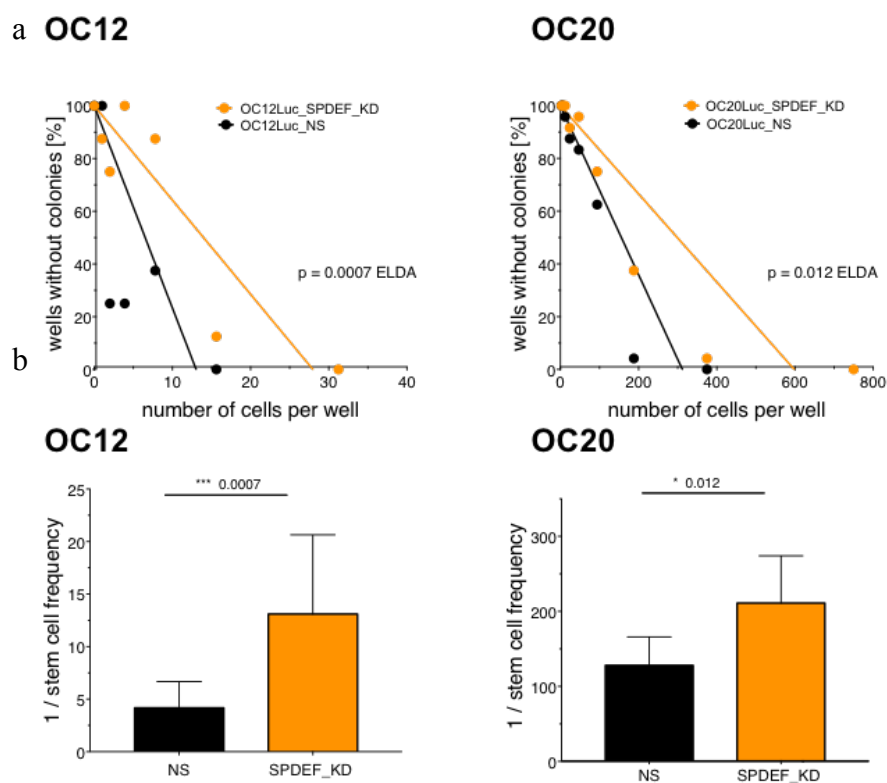 a OC12
OC20
wells without colonies [%]
100
80
60
40
20
0
OC12Luc_SPDEF_KD
OC12Luc_NS
p = 0.0007 ELDA
0 10 20 30 40
number of cells per well
100
80
60
40
20
0
OC20Luc_SPDEF_KD
OC20Luc_NS
p = 0.012 ELDA
0 200 400 600 800
number of cells per well
b
OC12
OC20
1 / stem cell frequency
25
20
15
10
5
0
*** 0.0007
NS SPDEF_KD
1 / stem cell frequency
300
200
100
0
* 0.012
NS SPDEF_KD